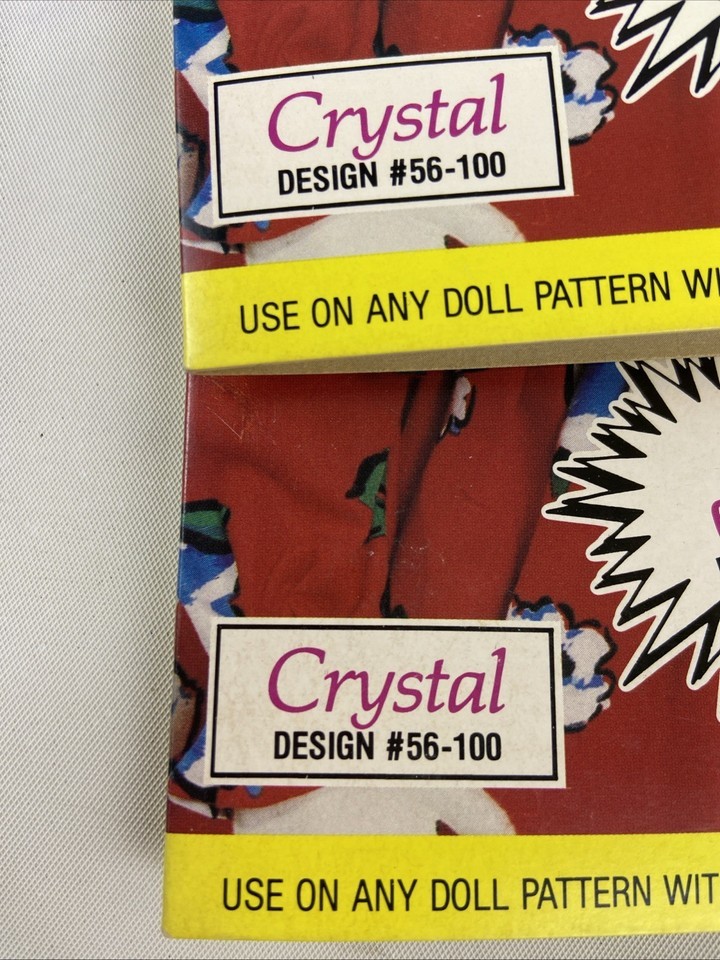 Crystal
DESIGN #56-100
USE ON ANY DOLL PATTERN
Crystal
DESIGN #56-100
USE ON ANY DOLL PATTERN WIT